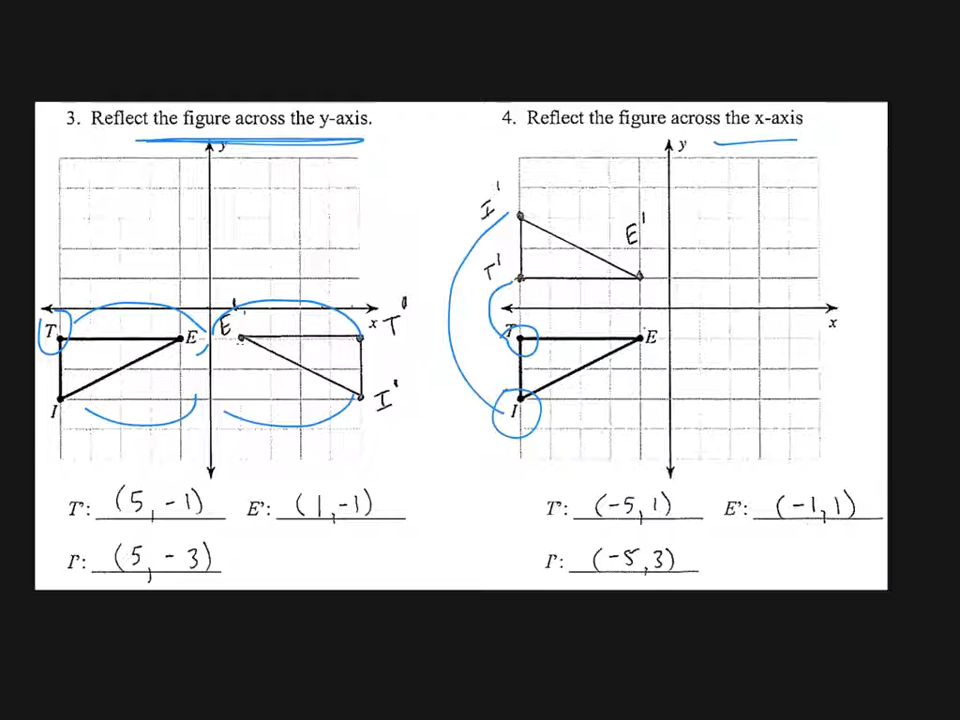 3. Reflect the figure across the y-axis.
y
x
T
E
I
E'
T'
I'
T': (5, -1) E': (1, -1)
I': (5, -3)
4. Reflect the figure across the x-axis
y
x
I'
E'
T'
T
E
I
T': (-5, 1) E': (-1, 1)
I': (-5, 3)